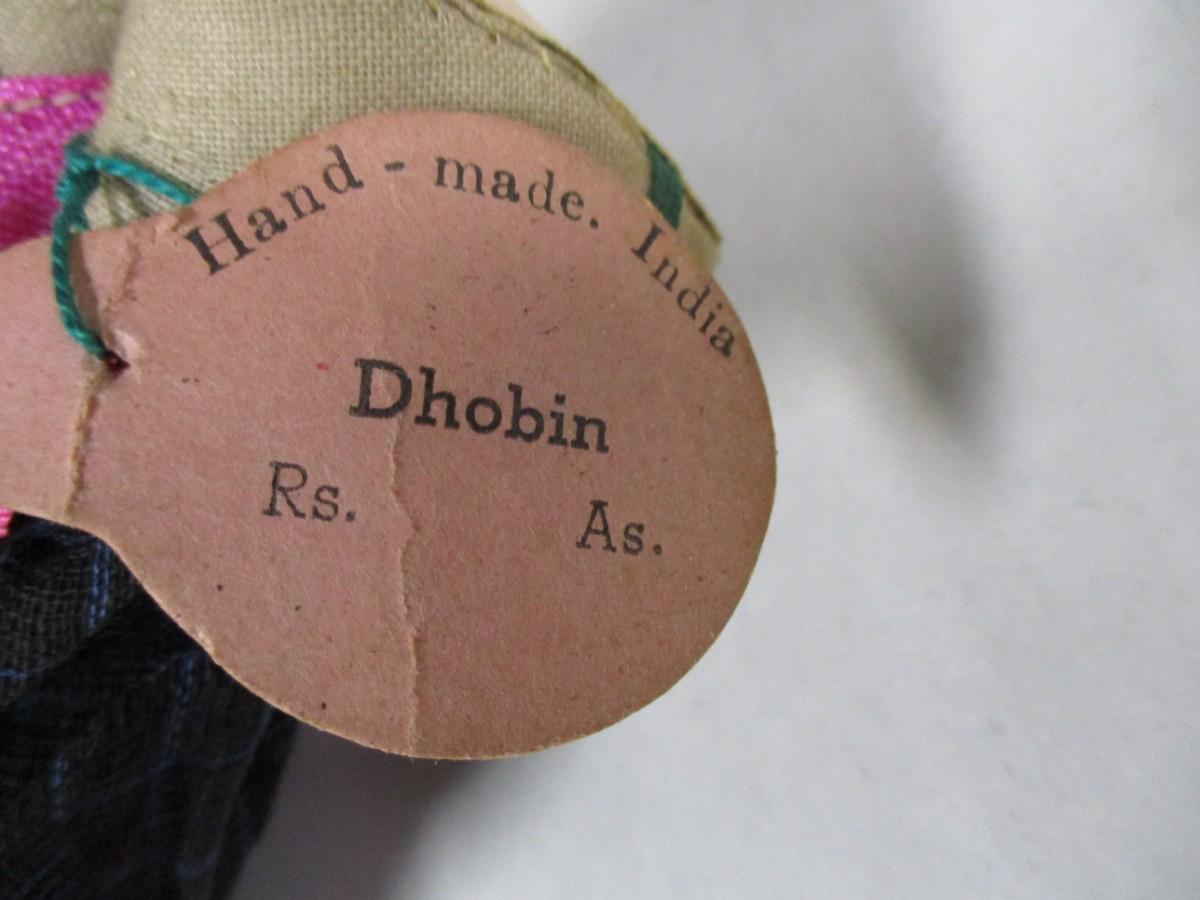 Hand - made. India
Dhobin
Rs. As.